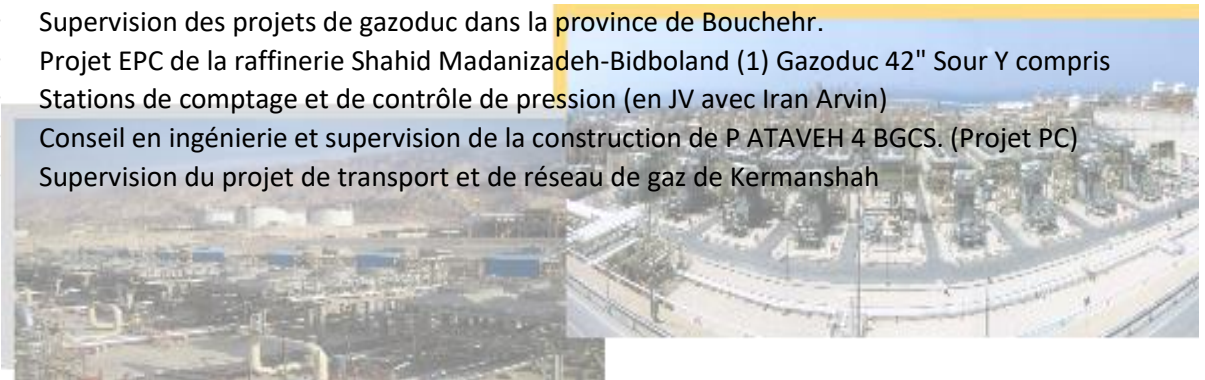 Supervision des projets de gazoduc dans la province de Bouchehr.
Projet EPC de la raffinerie Shahid Madanizadeh-Bidboland (1) Gazoduc 42" Sour Y compris
Stations de comptage et de contrôle de pression (en JV avec Iran Arvin)
Conseil en ingénierie et supervision de la construction de P ATAVEH 4 BGCS. (Projet PC)
Supervision du projet de transport et de réseau de gaz de Kermanshah